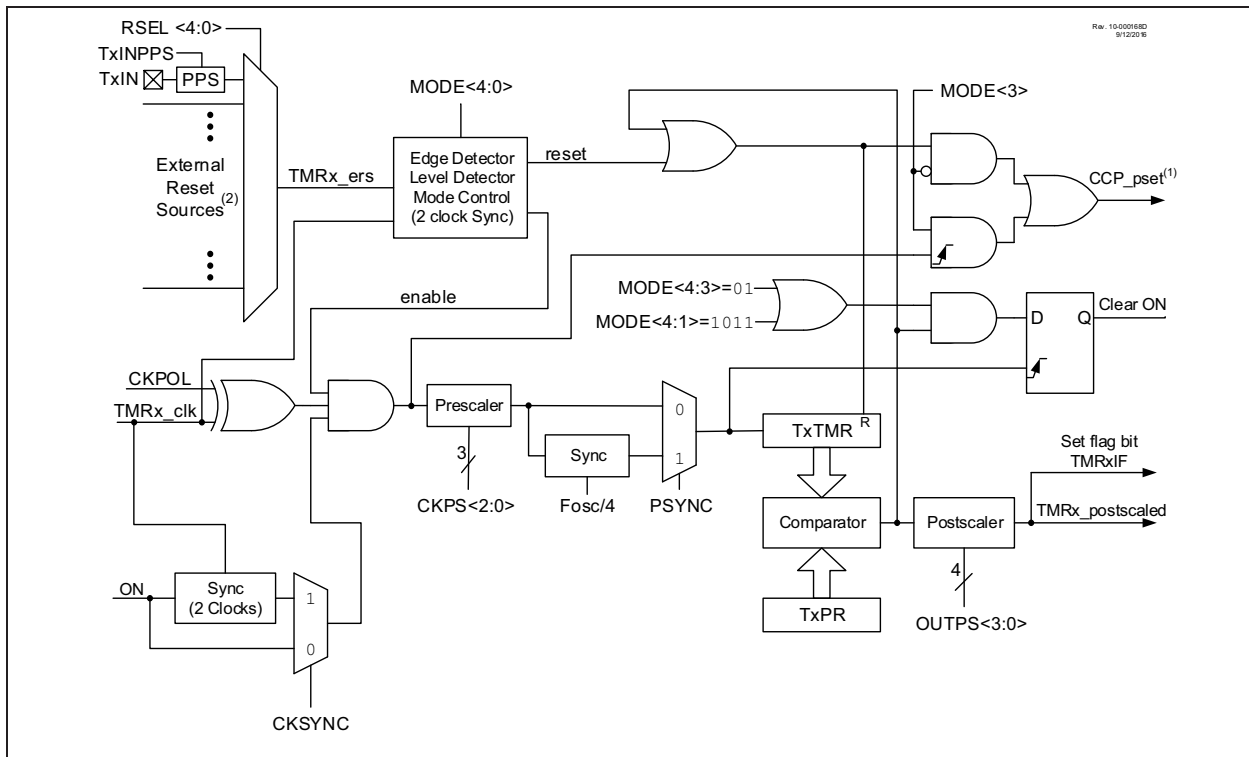 Rev. 10-000168D
9/12/2016
RSEL <4:0>
TxINPPS
TxIN
PPS
External
Reset
Sources(2)
TMRx_ers
MODE<4:0>
Edge Detector
Level Detector
Mode Control
(2 clock Sync)
reset
enable
MODE<3>
CCP_pset(1)
MODE<4:3>=01
MODE<4:1>=1011
D
Q
Clear ON
CKPOL
TMRx_clk
Prescaler
3
CKPS<2:0>
Sync
Fosc/4
0
1
PSYNC
TxTMR
R
Comparator
TxPR
Postscaler
4
OUTPS<3:0>
Set flag bit
TMRxIF
TMRx_postscaled
ON
Sync
(2 Clocks)
1
0
CKSYNC